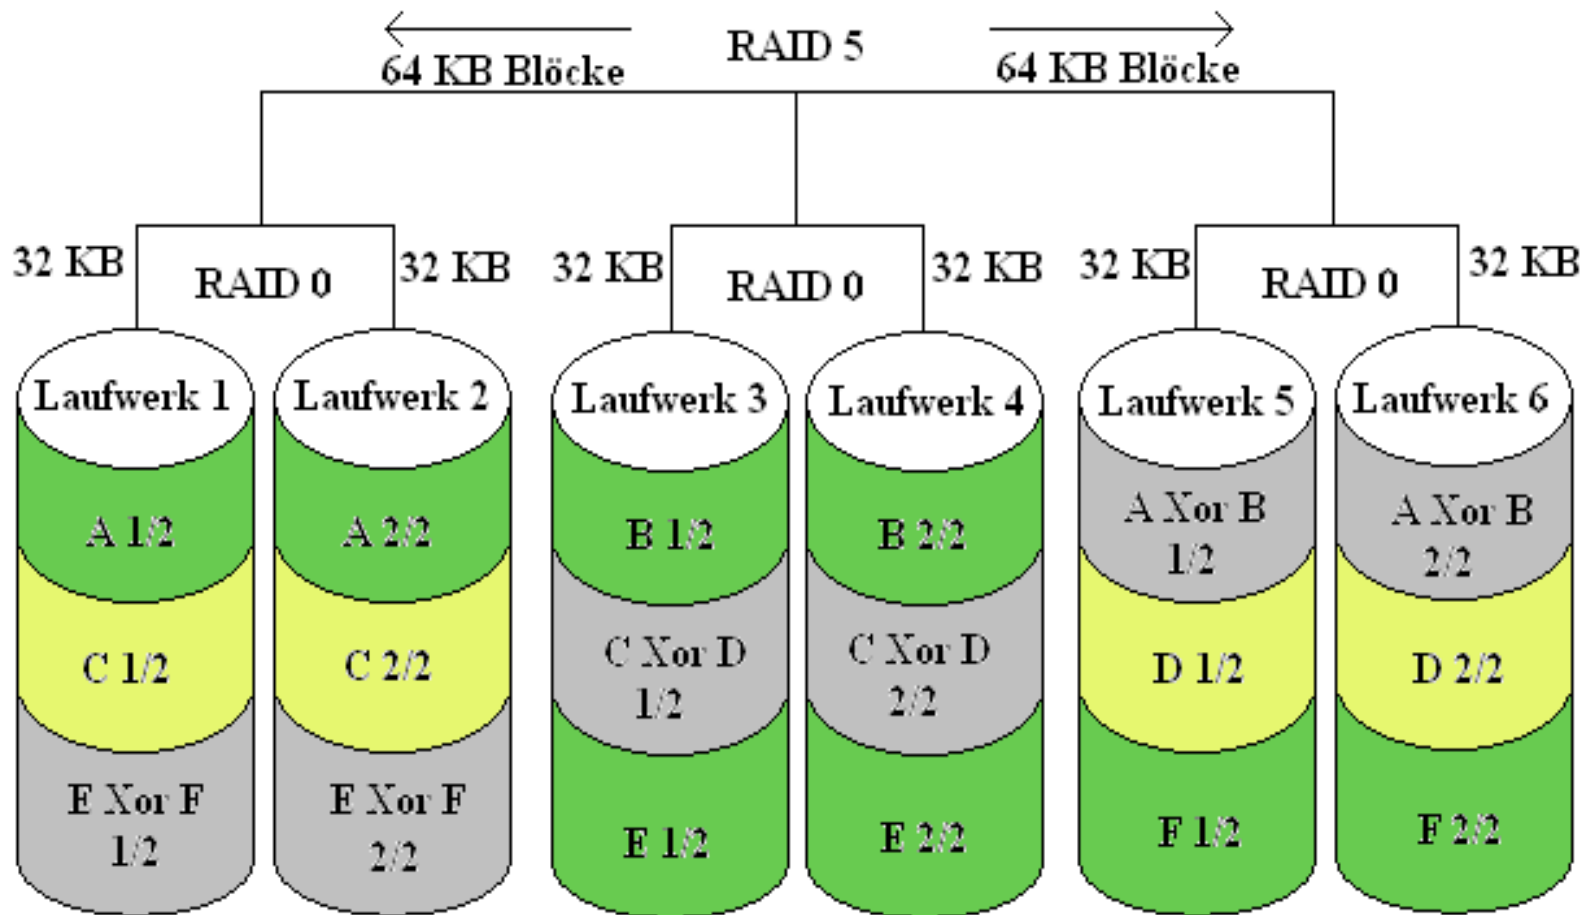 RAID 5
64 KB Blöcke
64 KB Blöcke
32 KB
RAID 0
32 KB
32 KB
RAID 0
32 KB
32 KB
RAID 0
32 KB
Laufwerk 1
Laufwerk 2
Laufwerk 3
Laufwerk 4
Laufwerk 5
Laufwerk 6
A 1/2
A 2/2
B 1/2
B 2/2
A Xor B
1/2
A Xor B
2/2
C 1/2
C 2/2
C Xor D
1/2
C Xor D
2/2
D 1/2
D 2/2
E Xor F
1/2
E Xor F
2/2
E 1/2
E 2/2
F 1/2
F 2/2